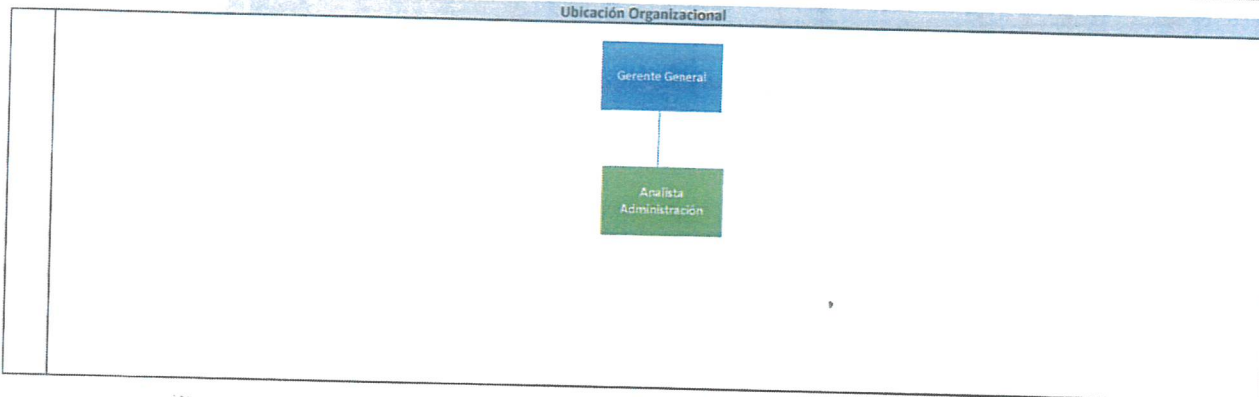 Ubicación Organizacional
Gerente General
Analista
Administración